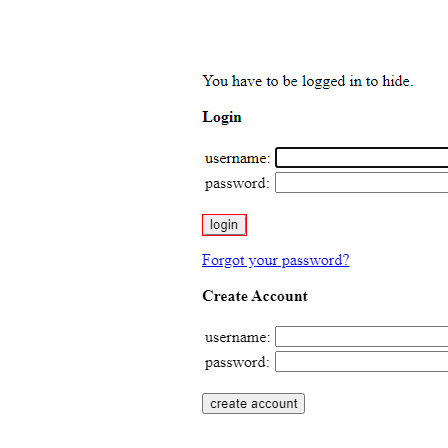 You have to be logged in to hide.
Login
username:
password:
login
Forgot your password?
Create Account
username:
password:
create account